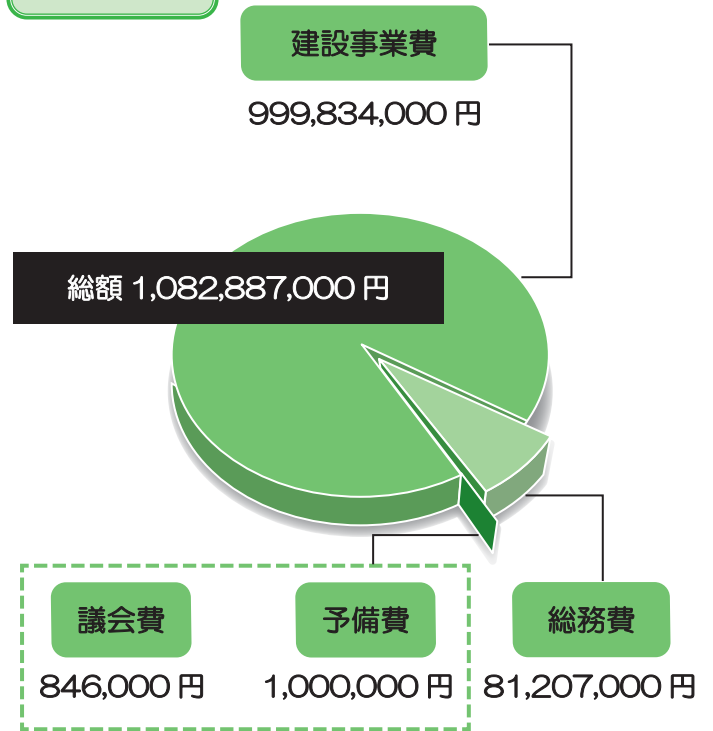 建設事業費
999,834,000 円
総額 1,082,887,000 円
議会費
846,000 円
予備費
1,000,000 円
総務費
81,207,000 円